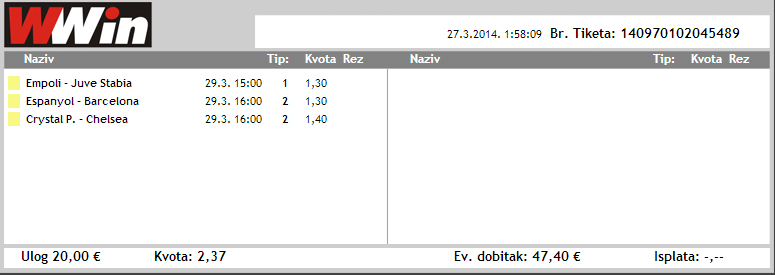 WWin
27.3.2014. 1:58:09 Br. Tiketa: 140970102045489
Naziv Tip: Kvota Rez Naziv Tip: Kvota Rez
Empoli - Juve Stabia 29.3. 15:00 1 1,30
Espanyol - Barcelona 29.3. 16:00 2 1,30
Crystal P. - Chelsea 29.3. 16:00 2 1,40
Ulog 20,00 € Kvota: 2,37 Ev. dobitak: 47,40 € Isplata: -,--